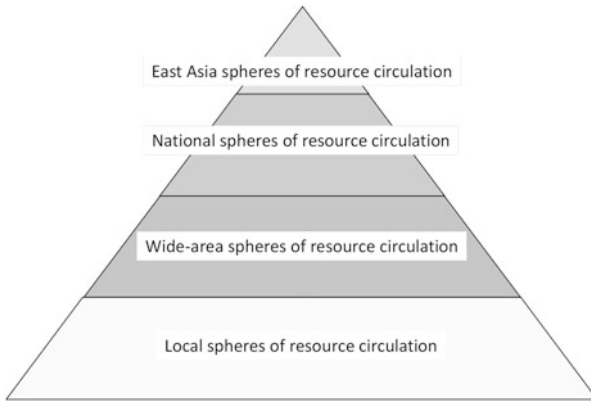 East Asia spheres of resource circulation
National spheres of resource circulation
Wide-area spheres of resource circulation
Local spheres of resource circulation